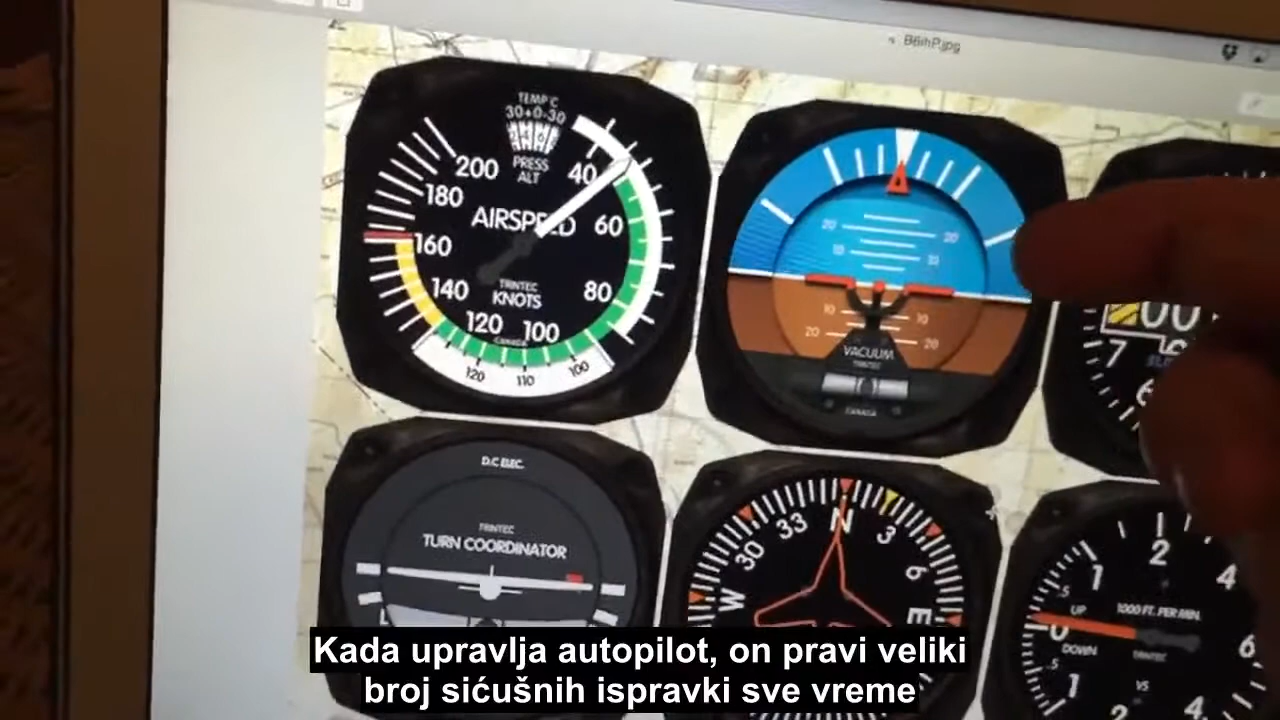 B6ihP.jpg
TEMP°C
30+0-30
PRESS
ALT
200
40
180
AIRSPEED
60
160
140
TRINTEC
KNOTS
80
120
100
CANADA
120
110
100
20
20
10
10
10
10
20
20
VACUUM
TRINTEC
CANADA
00
7
6
D.C. ELEC.
TRINTEC
TURN COORDINATOR
N
33
3
30
6
W
E
2
1
4
.5
UP
1000 FT. PER MIN.
0
6
DOWN
TRINTEC
.5
1
VS
2
4
Kada upravlja autopilot, on pravi veliki
broj sićušnih ispravki sve vreme